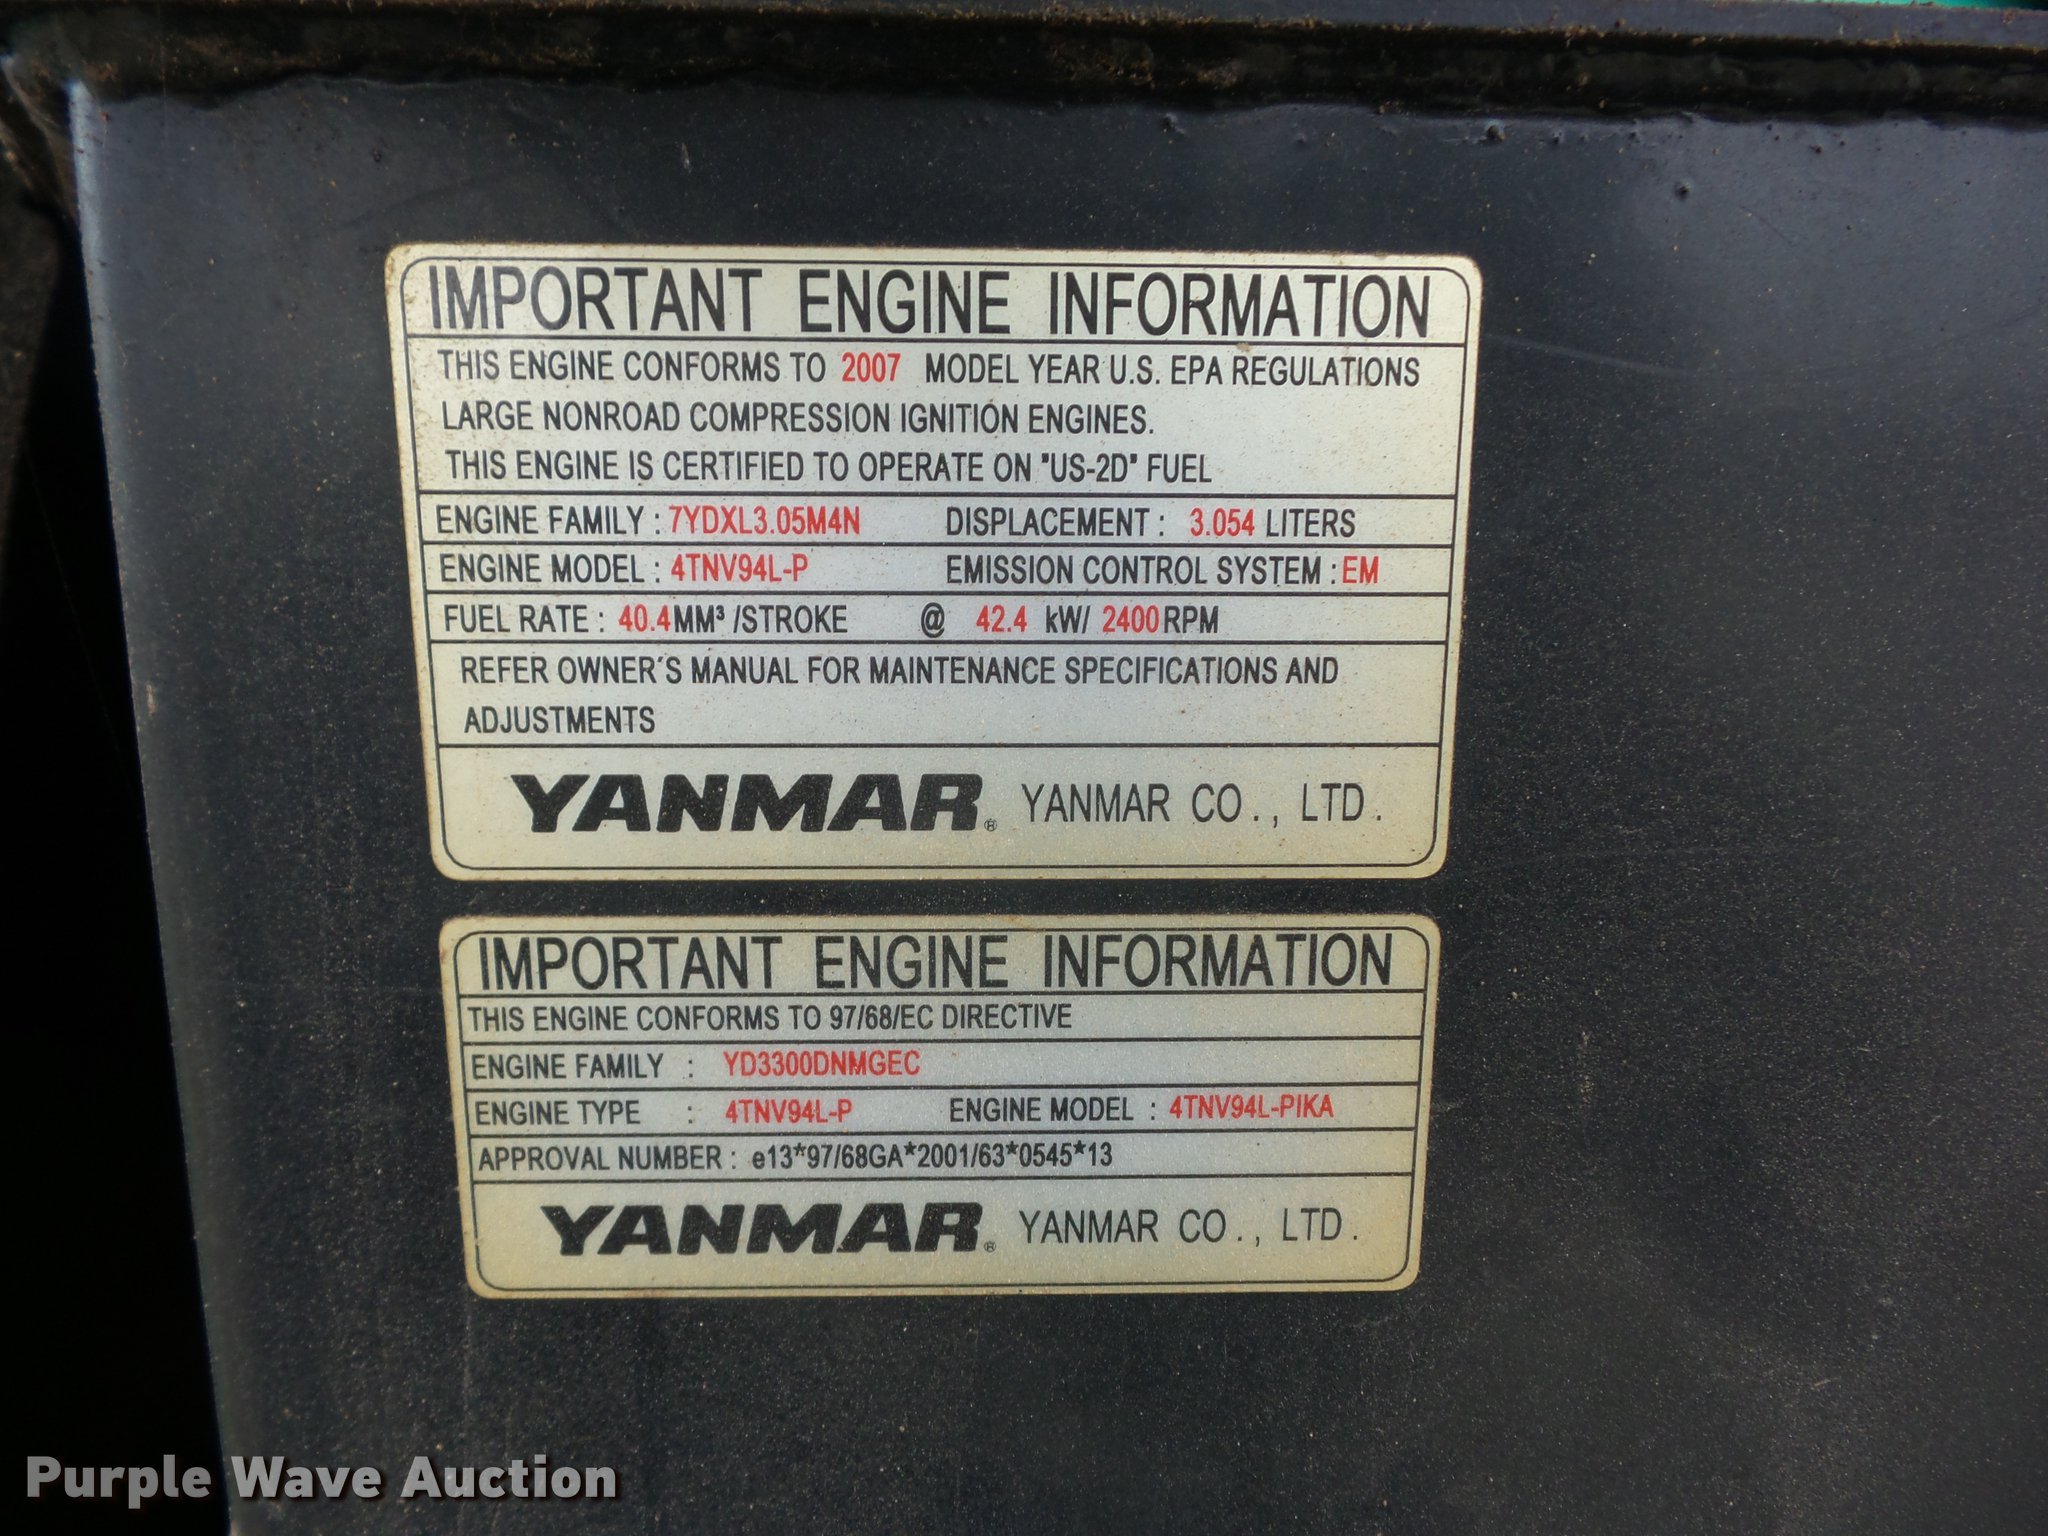 IMPORTANT ENGINE INFORMATION
THIS ENGINE CONFORMS TO 2007 MODEL YEAR U.S. EPA REGULATIONS
LARGE NONROAD COMPRESSION IGNITION ENGINES.
THIS ENGINE IS CERTIFIED TO OPERATE ON "US-2D" FUEL
ENGINE FAMILY : 7YDXL3.05M4N DISPLACEMENT : 3.054 LITERS
ENGINE MODEL : 4TNV94L-P EMISSION CONTROL SYSTEM : EM
FUEL RATE : 40.4 MM³ /STROKE @ 42.4 kW/ 2400 RPM
REFER OWNER'S MANUAL FOR MAINTENANCE SPECIFICATIONS AND
ADJUSTMENTS
YANMAR® YANMAR CO., LTD.
IMPORTANT ENGINE INFORMATION
THIS ENGINE CONFORMS TO 97/68/EC DIRECTIVE
ENGINE FAMILY : YD3300DNMGEC
ENGINE TYPE : 4TNV94L-P ENGINE MODEL : 4TNV94L-PIKA
APPROVAL NUMBER : e13*97/68GA*2001/63*0545*13
YANMAR® YANMAR CO., LTD.
Purple Wave Auction